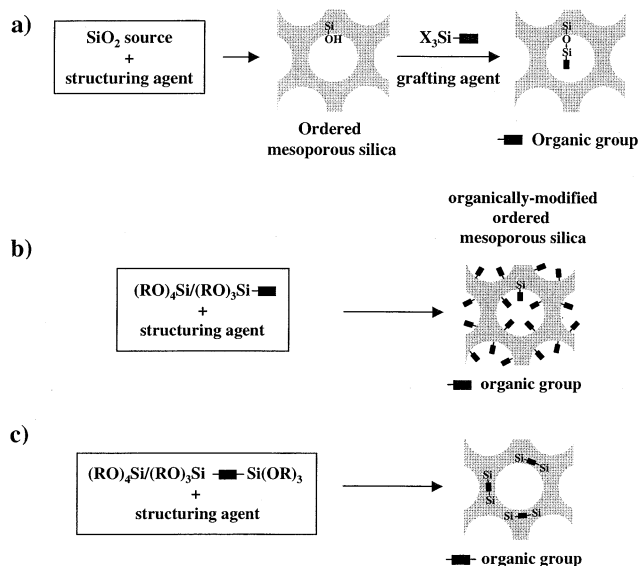 a)
SiO2 source
+
structuring agent
Si
OH
Ordered
mesoporous silica
X3Si
grafting agent
Si
O
Si
Organic group
organically-modified
ordered
mesoporous silica
b)
(RO)4Si/(RO)3Si
+
structuring agent
Si
organic group
c)
(RO)4Si/(RO)3Si Si(OR)3
+
structuring agent
Si Si
Si
Si
Si Si
organic group